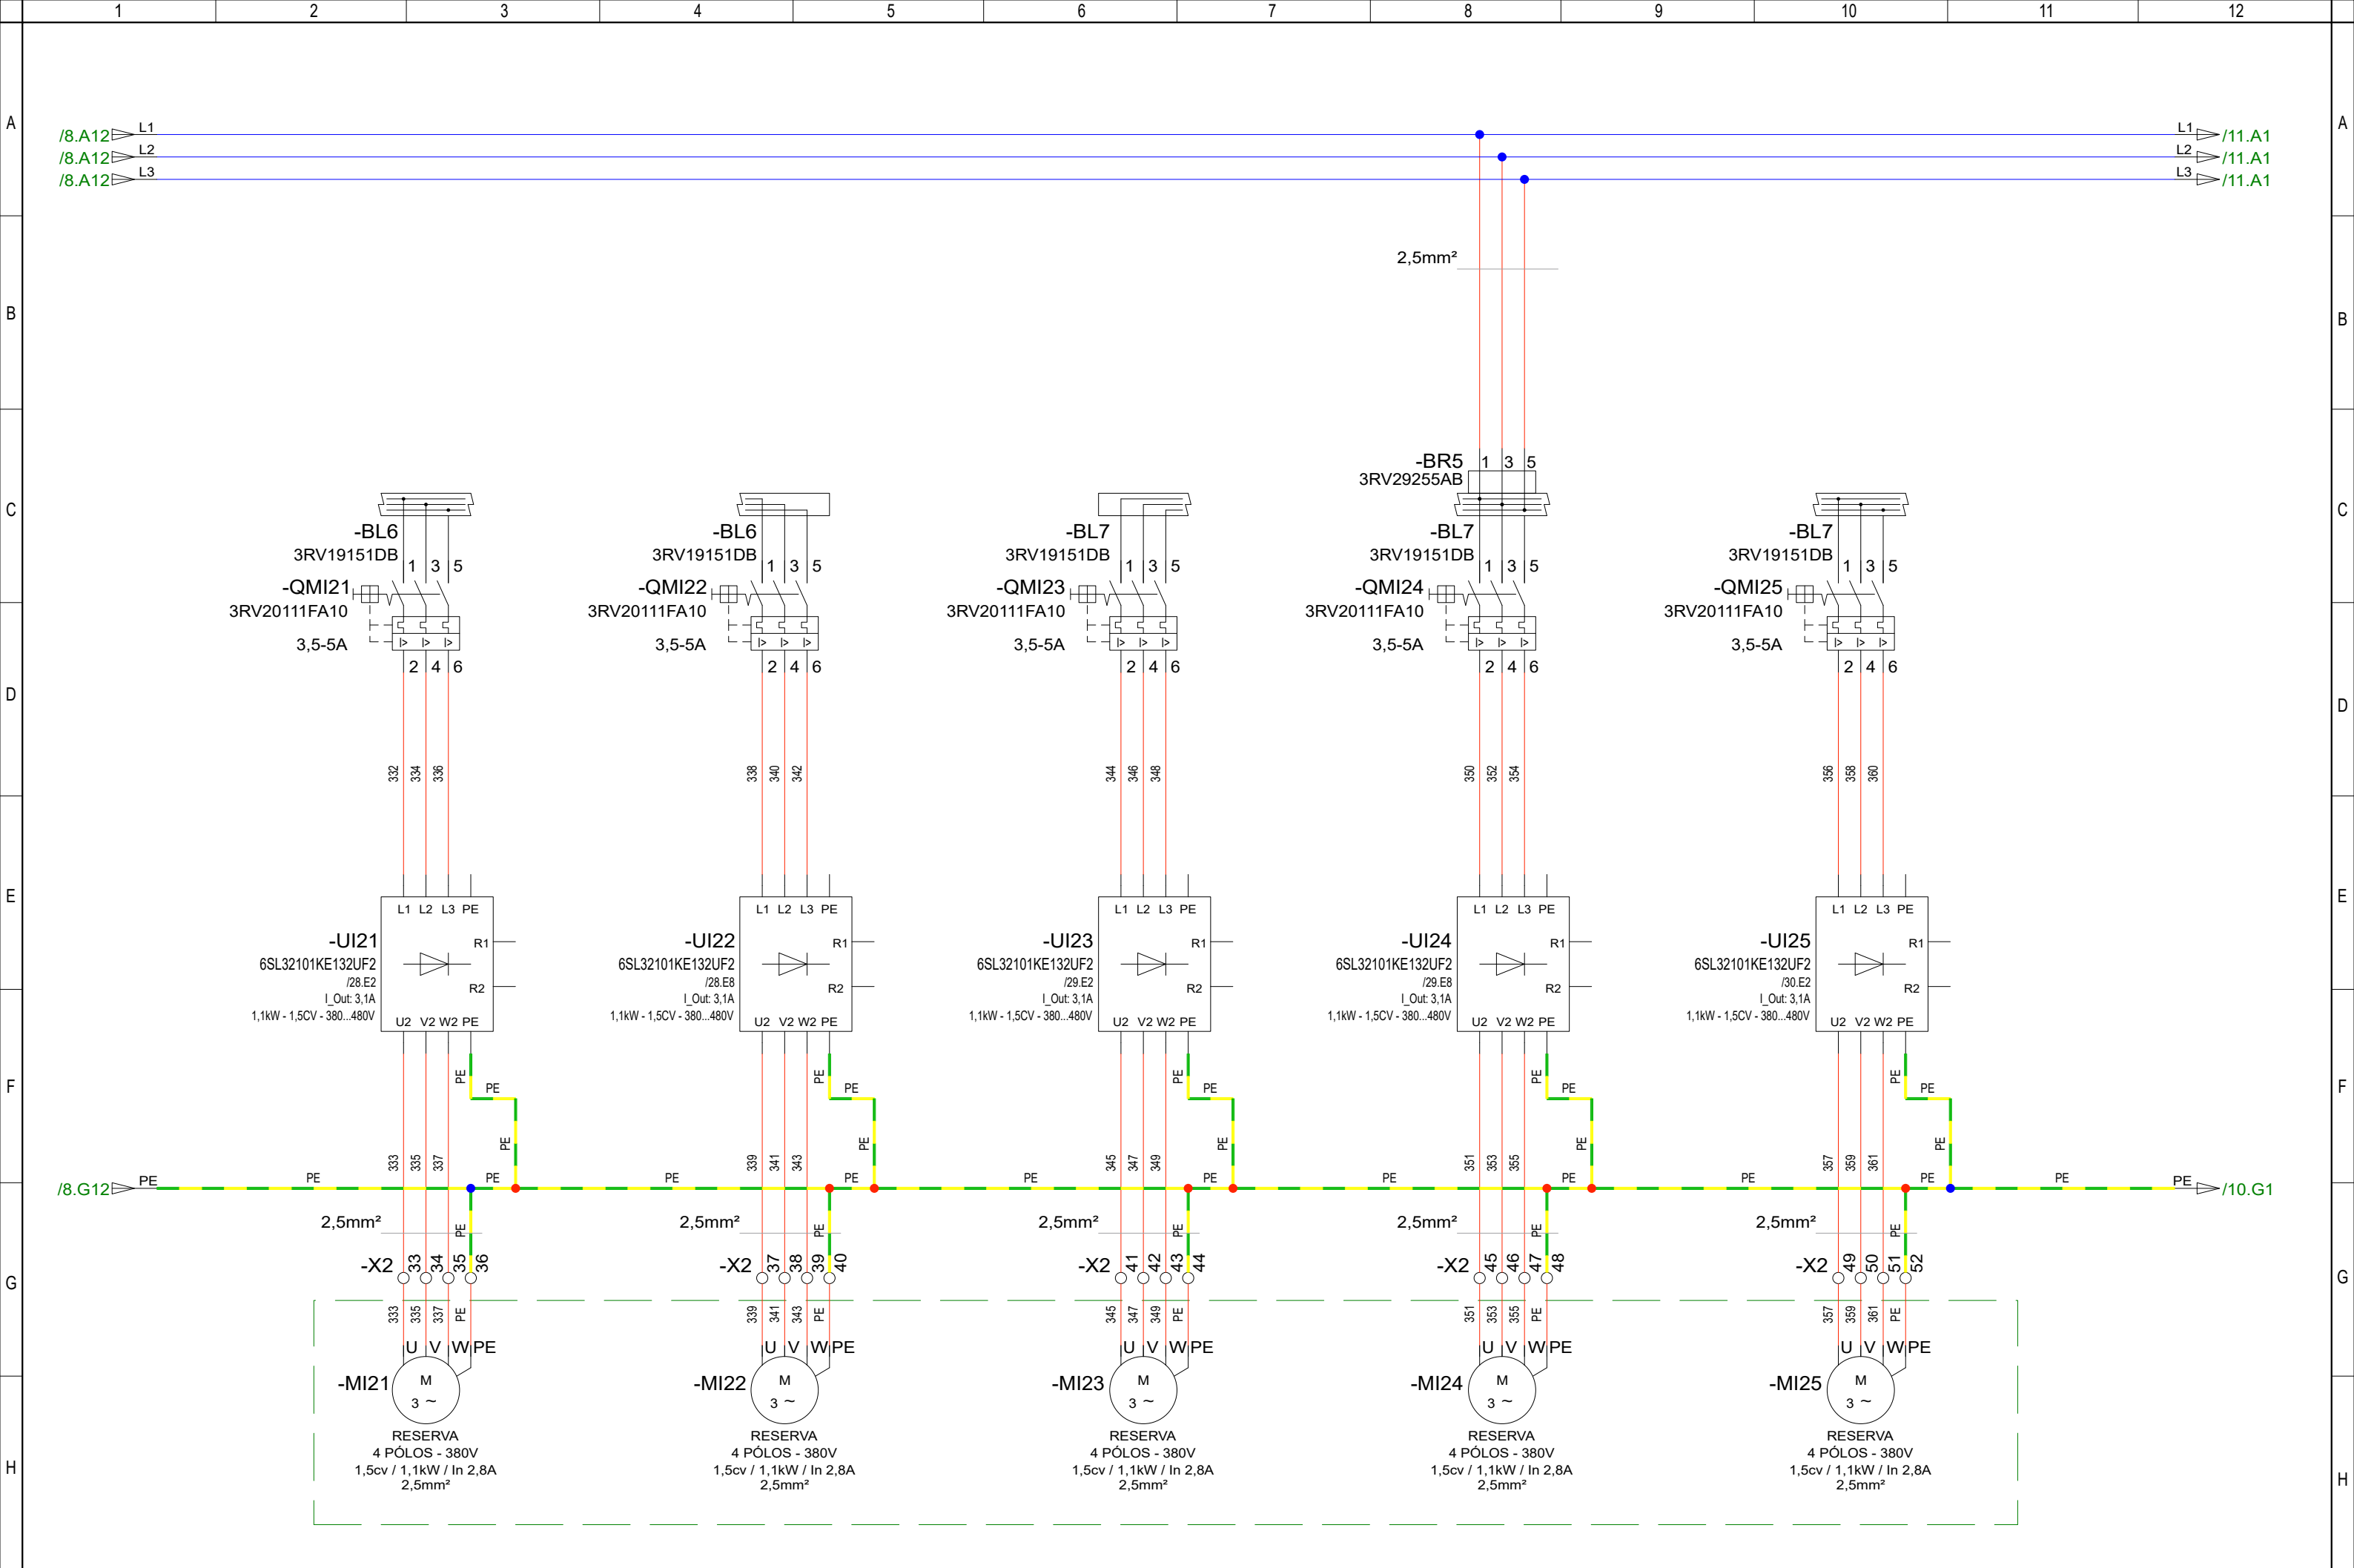 1 2 3 4 5 6 7 8 9 10 11 12
A A
/8.A12 L1 L1 /11.A1
/8.A12 L2 L2 /11.A1
/8.A12 L3 L3 /11.A1
2,5mm²
B B
-BR5 1 3 5
3RV29255AB
C C
-BL6 -BL6 -BL7 -BL7 -BL7
3RV19151DB 3RV19151DB 3RV19151DB 3RV19151DB 3RV19151DB
1 3 5 1 3 5 1 3 5 1 3 5 1 3 5
-QMI21 -QMI22 -QMI23 -QMI24 -QMI25
3RV20111FA10 3RV20111FA10 3RV20111FA10 3RV20111FA10 3RV20111FA10
I> I> I> I> I> I> I> I> I> I> I> I> I> I> I>
3,5-5A 3,5-5A 3,5-5A 3,5-5A 3,5-5A
2 4 6 2 4 6 2 4 6 2 4 6 2 4 6
D D
332 334 336 338 340 342 344 346 348 350 352 354 356 358 360
E E
L1 L2 L3 PE L1 L2 L3 PE L1 L2 L3 PE L1 L2 L3 PE L1 L2 L3 PE
-UI21 R1 -UI22 R1 -UI23 R1 -UI24 R1 -UI25 R1
6SL32101KE132UF2 6SL32101KE132UF2 6SL32101KE132UF2 6SL32101KE132UF2 6SL32101KE132UF2
/28.E2 R2 /28.E8 R2 /29.E2 R2 /29.E8 R2 /30.E2 R2
I_Out: 3,1A I_Out: 3,1A I_Out: 3,1A I_Out: 3,1A I_Out: 3,1A
1,1kW - 1,5CV - 380...480V 1,1kW - 1,5CV - 380...480V 1,1kW - 1,5CV - 380...480V 1,1kW - 1,5CV - 380...480V 1,1kW - 1,5CV - 380...480V
U2 V2 W2 PE U2 V2 W2 PE U2 V2 W2 PE U2 V2 W2 PE U2 V2 W2 PE
F F
PE PE PE PE PE PE PE PE PE PE
PE PE PE PE PE
333 335 337 339 341 343 345 347 349 351 353 355 357 359 361
/8.G12 PE PE PE PE PE PE PE PE PE PE PE PE PE /10.G1
2,5mm² PE 2,5mm² PE 2,5mm² PE 2,5mm² PE 2,5mm² PE
-X2 33 34 35 36 -X2 37 38 39 40 -X2 41 42 43 44 -X2 45 46 47 48 -X2 49 50 51 52
G G
333 335 337 PE 339 341 343 PE 345 347 349 PE 351 353 355 PE 357 359 361 PE
U V W PE U V W PE U V W PE U V W PE U V W PE
-MI21 M 3 ~ -MI22 M 3 ~ -MI23 M 3 ~ -MI24 M 3 ~ -MI25 M 3 ~
RESERVA RESERVA RESERVA RESERVA RESERVA
4 PÓLOS - 380V 4 PÓLOS - 380V 4 PÓLOS - 380V 4 PÓLOS - 380V 4 PÓLOS - 380V
H H
1,5cv / 1,1kW / In 2,8A 1,5cv / 1,1kW / In 2,8A 1,5cv / 1,1kW / In 2,8A 1,5cv / 1,1kW / In 2,8A 1,5cv / 1,1kW / In 2,8A
2,5mm² 2,5mm² 2,5mm² 2,5mm² 2,5mm²